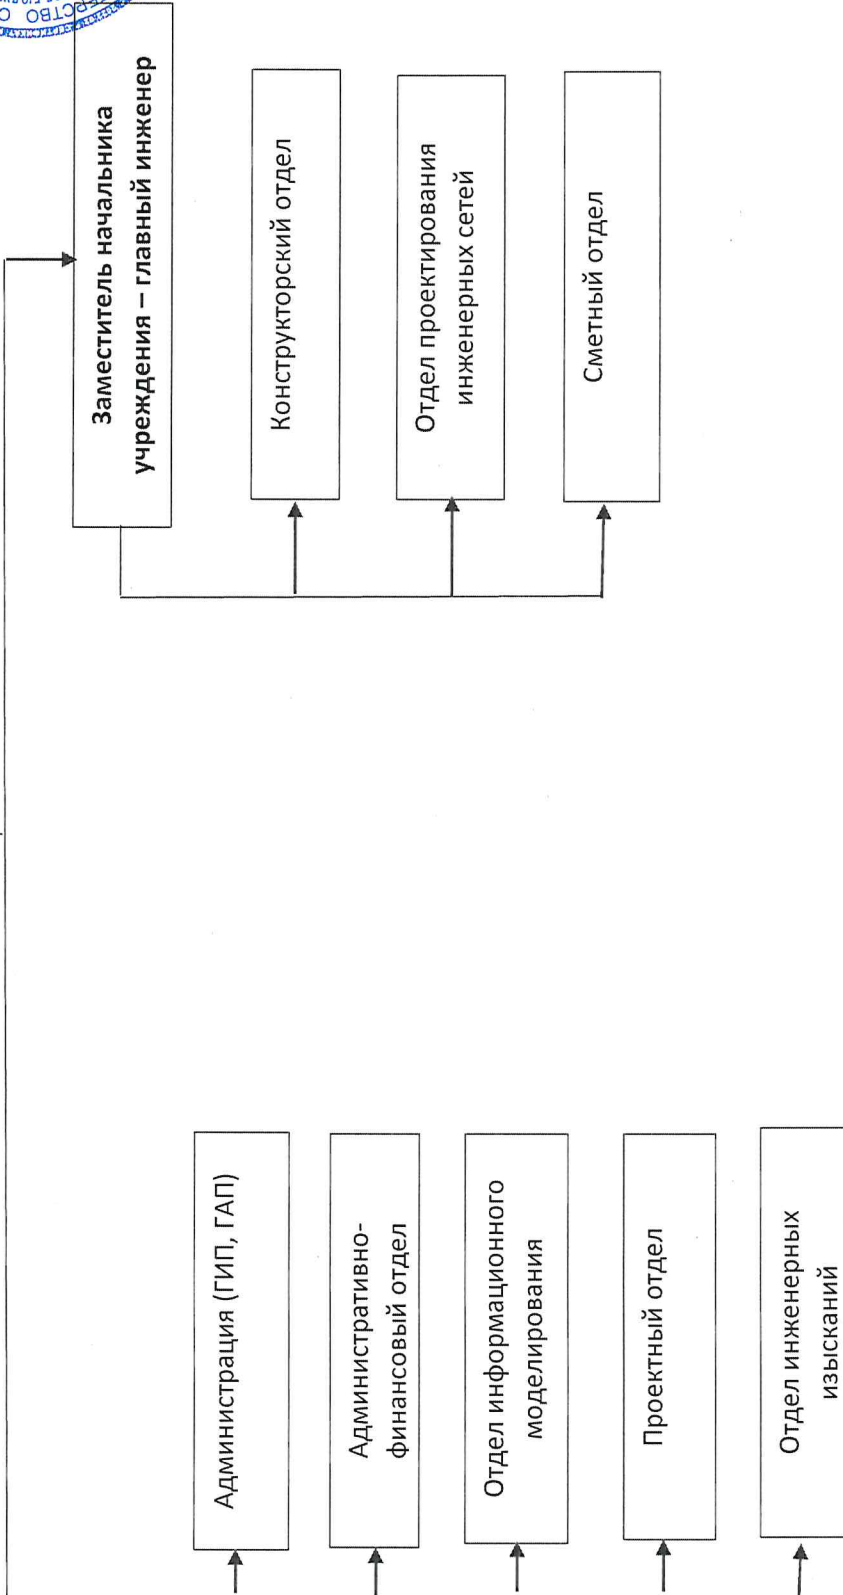 Администрация (ГИП, ГАП)
Административно-
финансовый отдел
Отдел информационного
моделирования
Проектный отдел
Отдел инженерных
изысканий
Заместитель начальника
учреждения – главный инженер
Конструкторский отдел
Отдел проектирования
инженерных сетей
Сметный отдел